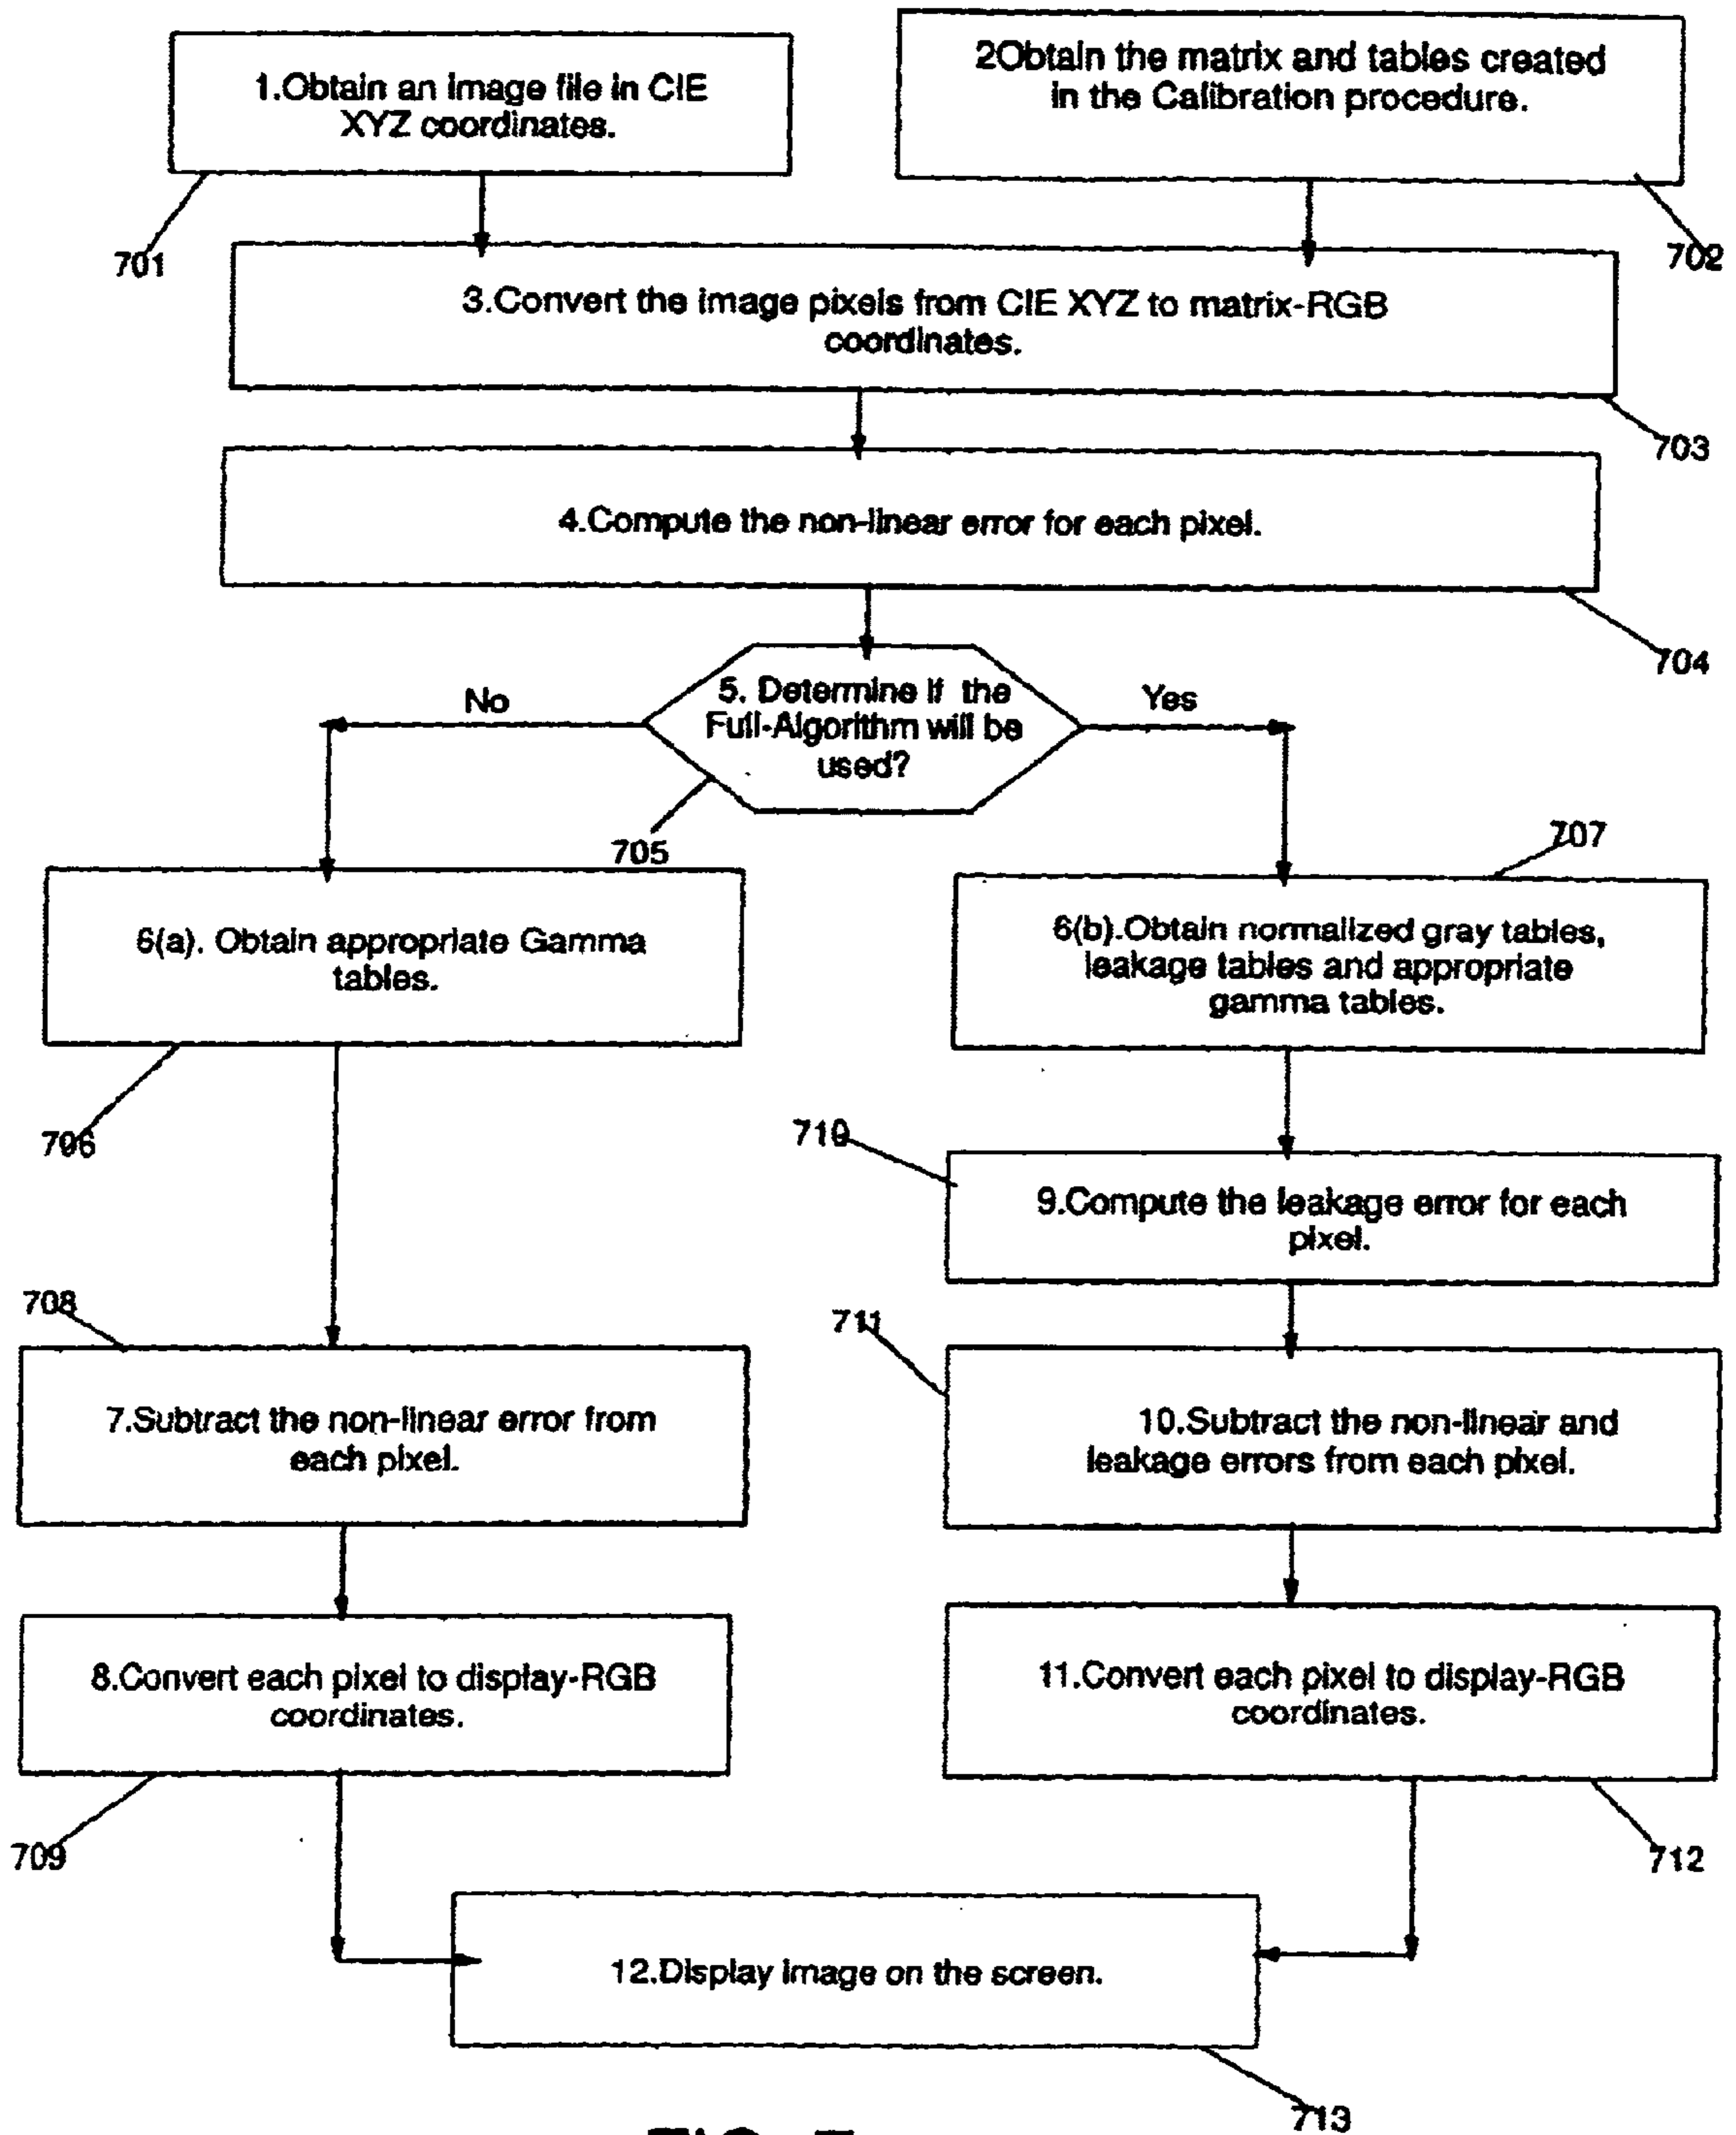 1.Obtain an image file in CIE
XYZ coordinates.
2Obtain the matrix and tables created
in the Calibration procedure.
701
702
3.Convert the image pixels from CIE XYZ to matrix-RGB
coordinates.
703
4.Compute the non-linear error for each pixel.
704
No
5. Determine if the
Full-Algorithm will be
used?
Yes
705
707
6(a). Obtain appropriate Gamma
tables.
6(b).Obtain normalized gray tables,
leakage tables and appropriate
gamma tables.
706
710
9.Compute the leakage error for each
pixel.
708
711
7.Subtract the non-linear error from
each pixel.
10.Subtract the non-linear and
leakage errors from each pixel.
8.Convert each pixel to display-RGB
coordinates.
11.Convert each pixel to display-RGB
coordinates.
709
712
12.Display image on the screen.
713